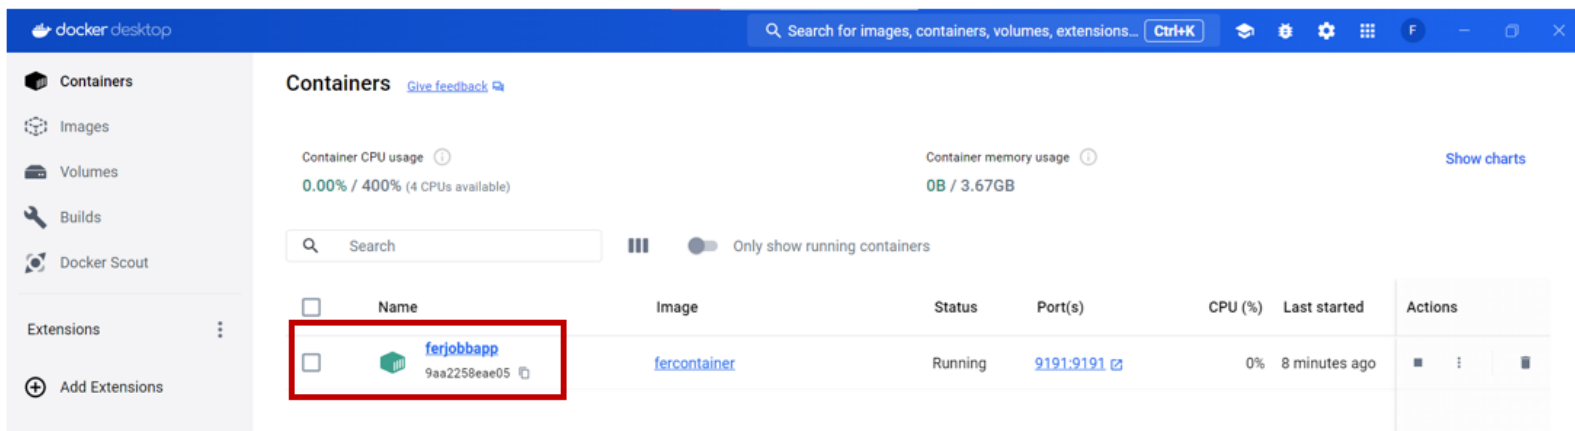 docker desktop
Search for images, containers, volumes, extensions... Ctrl+K
F
Containers
Images
Volumes
Builds
Docker Scout
Extensions
Add Extensions
Containers Give feedback
Container CPU usage
0.00% / 400% (4 CPUs available)
Container memory usage
0B / 3.67GB
Show charts
Search
Only show running containers
Name Image Status Port(s) CPU (%) Last started Actions
ferjobbapp
9aa2258eae05
fercontainer Running 9191:9191 0% 8 minutes ago